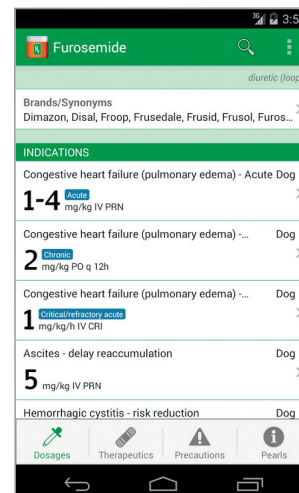 3G 3:5
Furosemide
diuretic (loop
Brands/Synonyms
Dimazon, Disal, Froop, Frusedale, Frusid, Frusol, Furos...
INDICATIONS
Congestive heart failure (pulmonary edema) - Acute Dog
1-4 Acute mg/kg IV PRN
Congestive heart failure (pulmonary edema) -... Dog
2 Chronic mg/kg PO q 12h
Congestive heart failure (pulmonary edema) -... Dog
1 Critical/refractory acute mg/kg/h IV CRI
Ascites - delay reaccumulation Dog
5 mg/kg IV PRN
Hemorrhagic cystitis - risk reduction Dog
Dosages Therapeutics Precautions Pearls